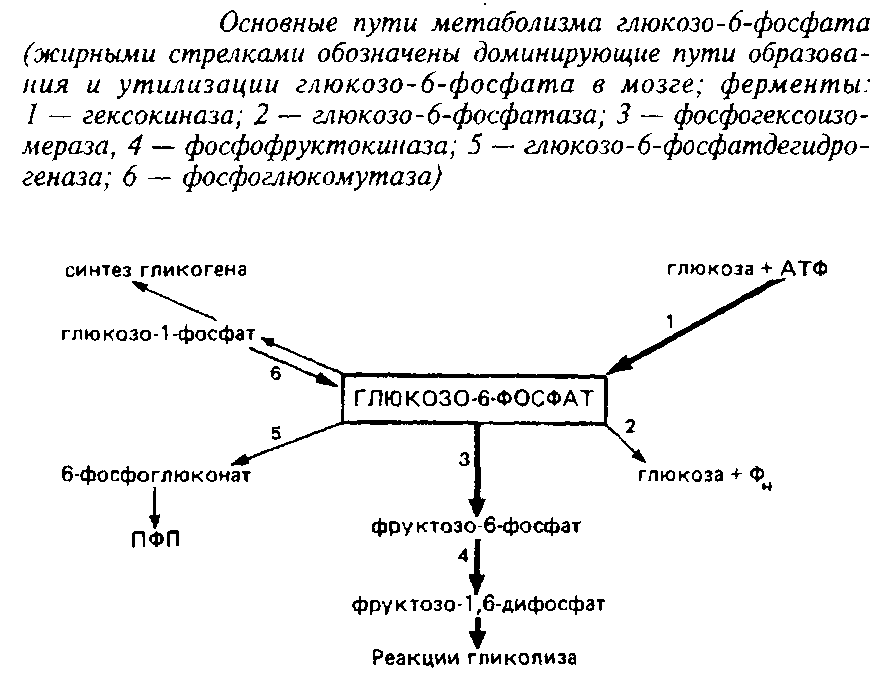 Основные пути метаболизма глюкозо-6-фосфата
(жирными стрелками обозначены доминирующие пути образова-
ния и утилизации глюкозо-6-фосфата в мозге; ферменты:
1 — гексокиназа; 2 — глюкозо-6-фосфатаза; 3 — фосфогексоизо-
мераза, 4 — фосфофруктокиназа; 5 — глюкозо-6-фосфатдегидро-
геназа; 6 — фосфоглюкомутаза)
синтез гликогена
глюкоза + АТФ
1
глюкозо-1-фосфат
6
ГЛЮКОЗО-6-ФОСФАТ
5
3
2
6-фосфоглюконат
глюкоза + Фн
ПФП
фруктозо-6-фосфат
4
фруктозо-1,6-дифосфат
Реакции гликолиза